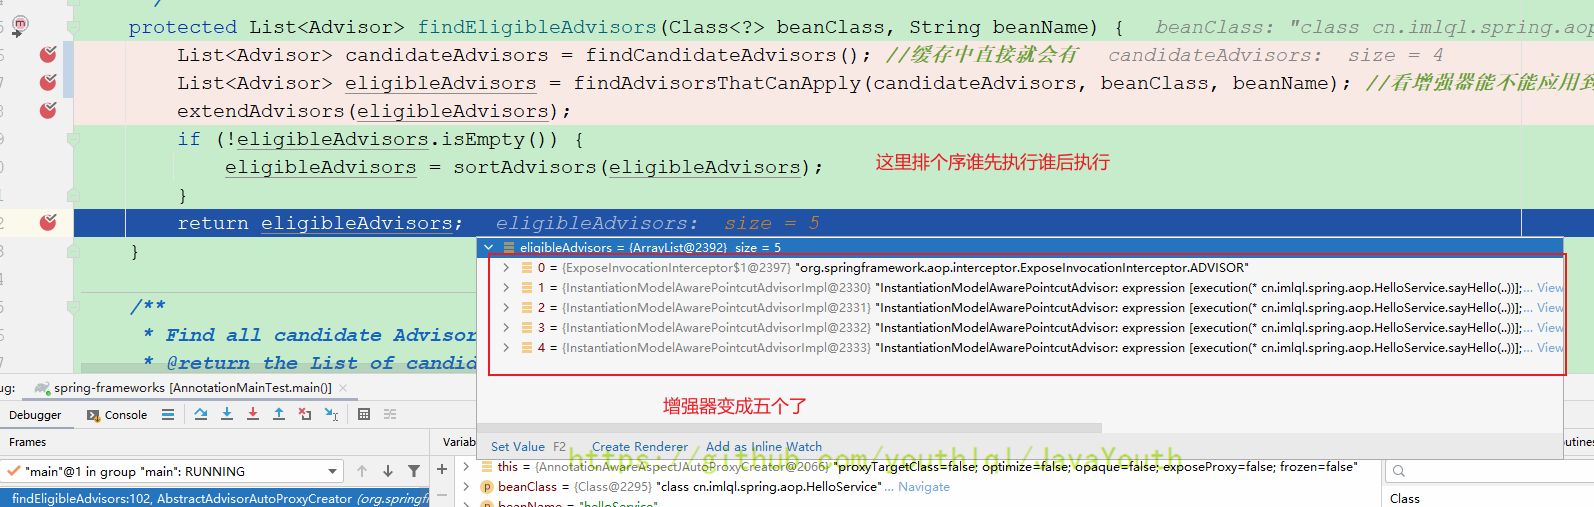 */
protected List<Advisor> findEligibleAdvisors(Class<?> beanClass, String beanName) {   beanClass: "class cn.imlql.spring.aop
List<Advisor> candidateAdvisors = findCandidateAdvisors(); //缓存中直接就会有   candidateAdvisors:  size = 4
List<Advisor> eligibleAdvisors = findAdvisorsThatCanApply(candidateAdvisors, beanClass, beanName); //看增强器能不能应用到
extendAdvisors(eligibleAdvisors);
if (!eligibleAdvisors.isEmpty()) {
eligibleAdvisors = sortAdvisors(eligibleAdvisors);   这里排个序谁先执行谁后执行
}
return eligibleAdvisors;   eligibleAdvisors:  size = 5
}
eligibleAdvisors = {ArrayList@2392}  size = 5
0 = {ExposeInvocationInterceptor$1@2397} "org.springframework.aop.interceptor.ExposeInvocationInterceptor.ADVISOR"
1 = {InstantiationModelAwarePointcutAdvisorImpl@2330} "InstantiationModelAwarePointcutAdvisor: expression [execution(* cn.imlql.spring.aop.HelloService.sayHello(..))];... View
2 = {InstantiationModelAwarePointcutAdvisorImpl@2331} "InstantiationModelAwarePointcutAdvisor: expression [execution(* cn.imlql.spring.aop.HelloService.sayHello(..))];... View
3 = {InstantiationModelAwarePointcutAdvisorImpl@2332} "InstantiationModelAwarePointcutAdvisor: expression [execution(* cn.imlql.spring.aop.HelloService.sayHello(..))];... View
4 = {InstantiationModelAwarePointcutAdvisorImpl@2333} "InstantiationModelAwarePointcutAdvisor: expression [execution(* cn.imlql.spring.aop.HelloService.sayHello(..))];... View
/**
* Find all candidate Advisor
* @return the List of candid
增强器变成五个了
Set Value F2   Create Renderer   Add as Inline Watch
ug:   spring-frameworks [AnnotationMainTest.main()]
Debugger   Console
Frames   Variab
"main"@1 in group "main": RUNNING
findEligibleAdvisors:102, AbstractAdvisorAutoProxyCreator (org.springf
this = {AnnotationAwareAspectJAutoProxyCreator@2066} "proxyTargetClass=false; optimize=false; opaque=false; exposeProxy=false; frozen=false"
beanClass = {Class@2295} "class cn.imlql.spring.aop.HelloService" ... Navigate
beanName = "helloService"
Class
https://github.com/youthlql/JavaYouth